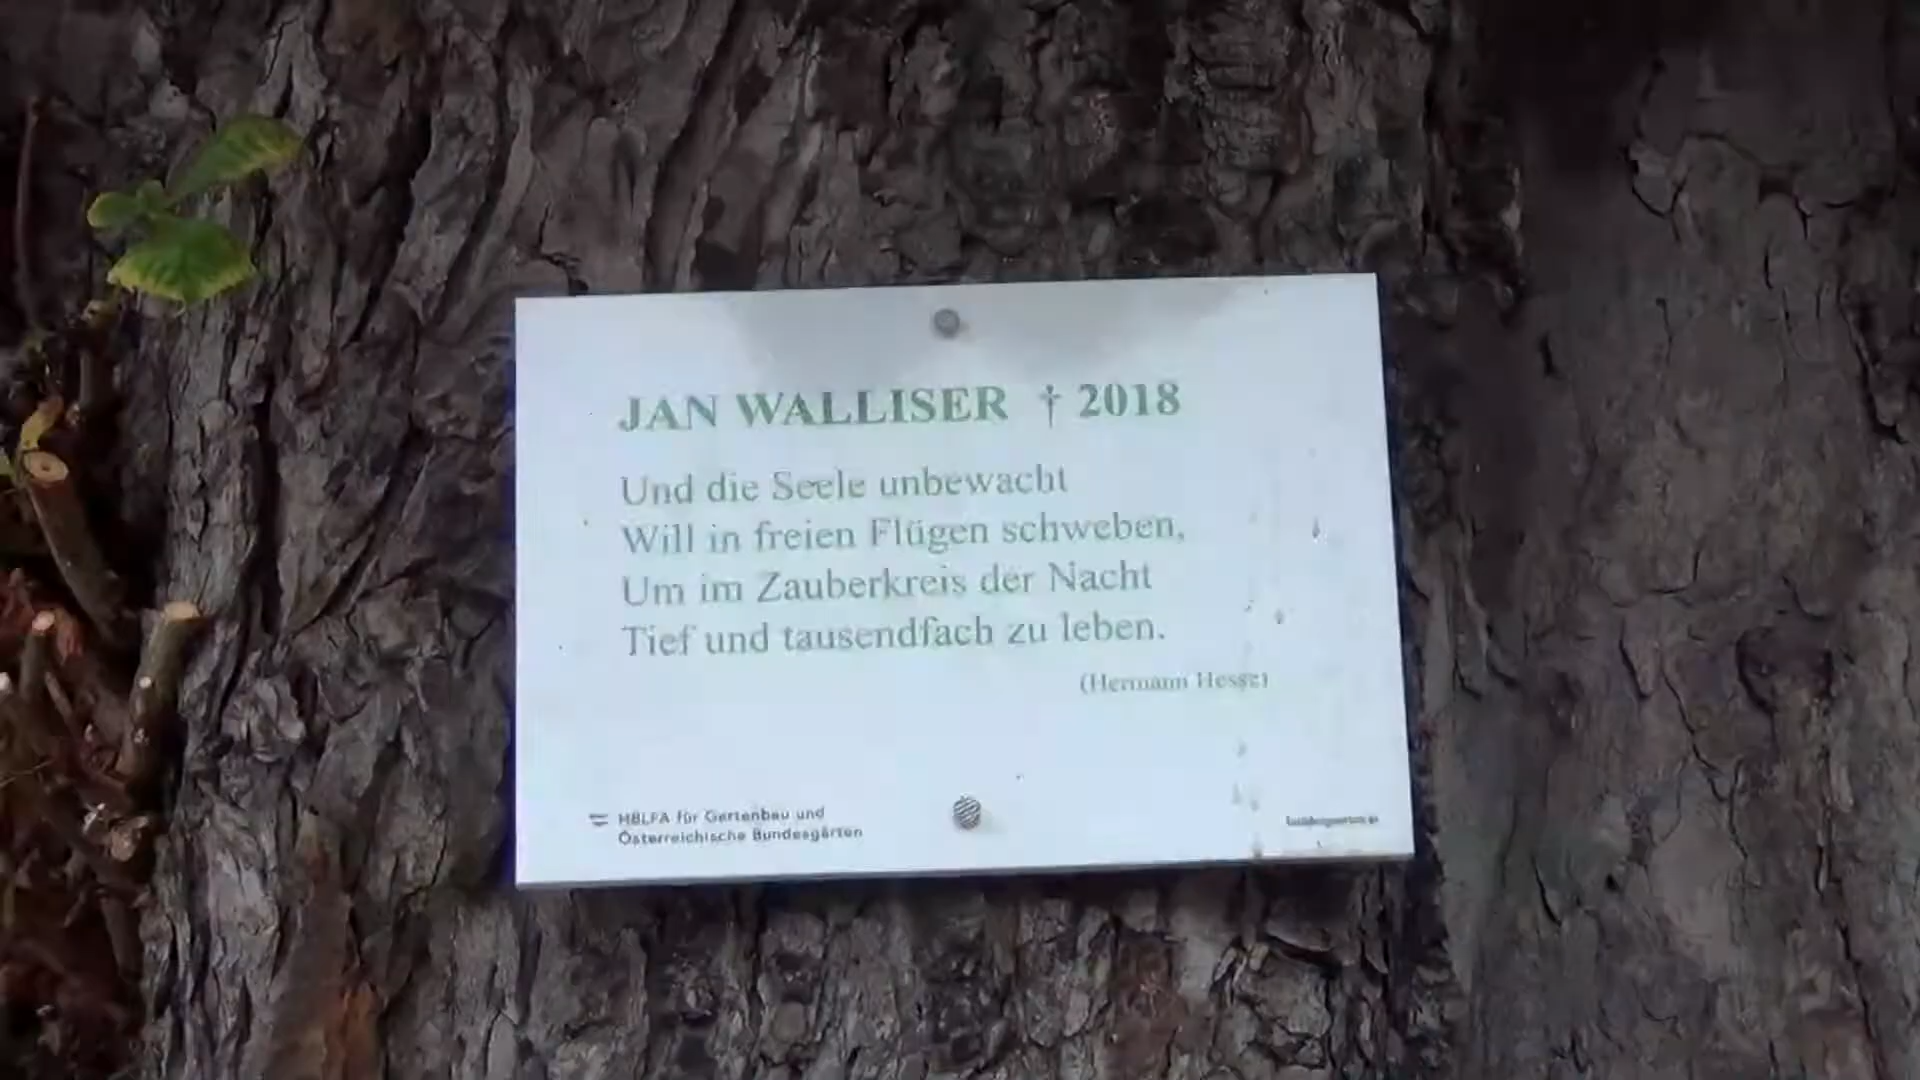 JAN WALLISER † 2018
Und die Seele unbewacht
Will in freien Flügen schweben,
Um im Zauberkreis der Nacht
Tief und tausendfach zu leben.
(Hermann Hesse)
HBLFA für Gartenbau und
Österreichische Bundesgärten